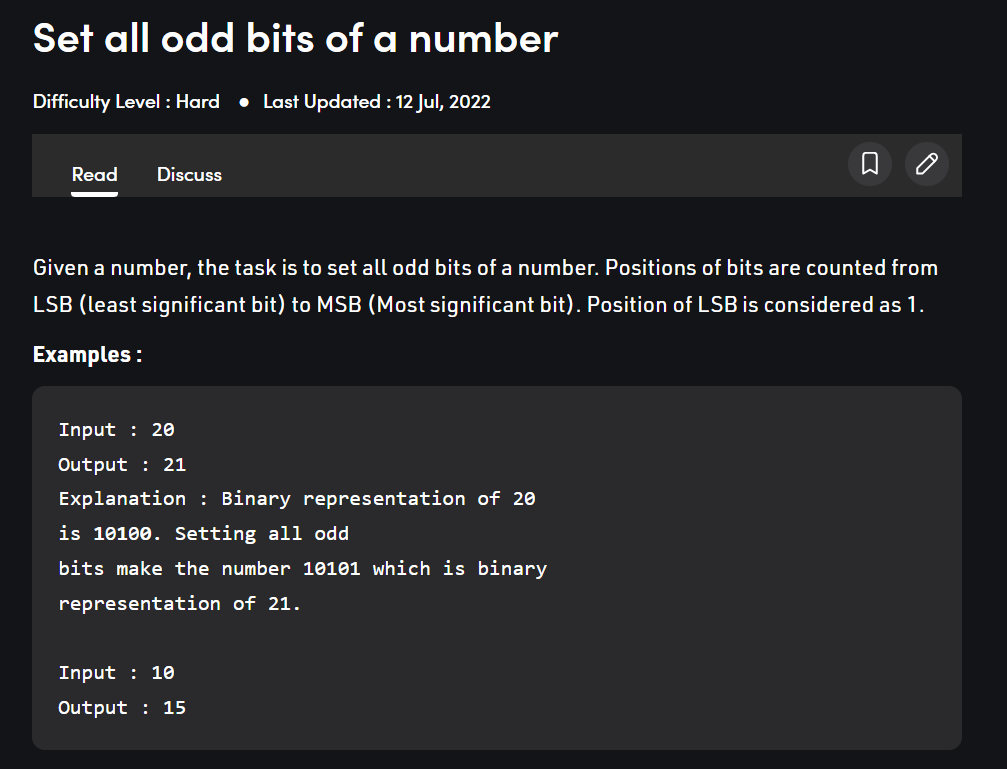 Set all odd bits of a number
Difficulty Level : Hard ● Last Updated : 12 Jul, 2022
Read Discuss
Given a number, the task is to set all odd bits of a number. Positions of bits are counted from
LSB (least significant bit) to MSB (Most significant bit). Position of LSB is considered as 1.
Examples :
Input : 20
Output : 21
Explanation : Binary representation of 20
is 10100. Setting all odd
bits make the number 10101 which is binary
representation of 21.
Input : 10
Output : 15